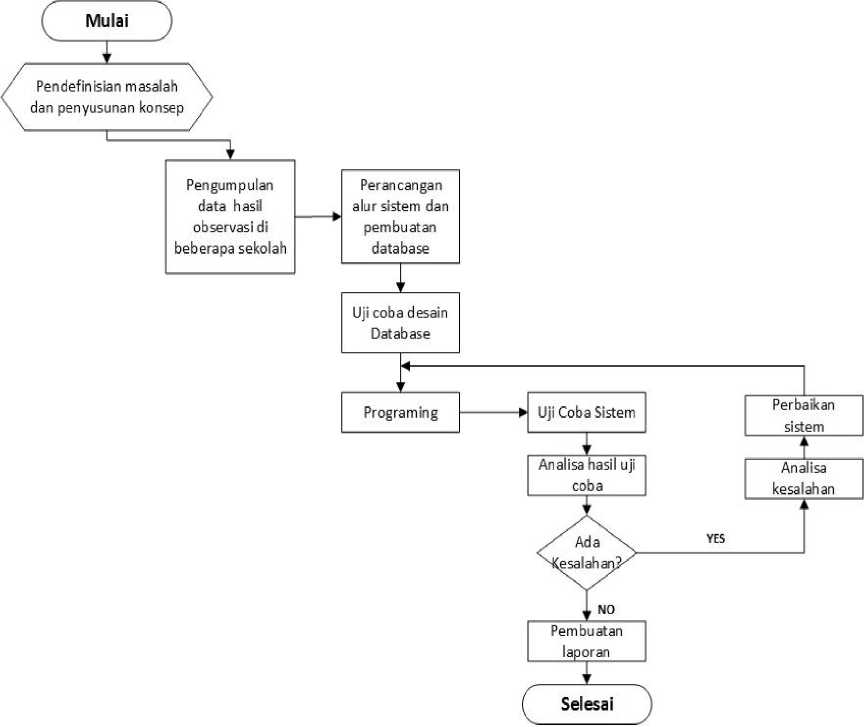 Mulai
Pendefinisian masalah
dan penyusunan konsep
Pengumpulan
data hasil
observasi di
beberapa sekolah
Perancangan
alur sistem dan
pembuatan
database
Uji coba desain
Database
Programing
Uji Coba Sistem
Analisa hasil uji
coba
Ada
Kesalahan?
YES
Analisa
kesalahan
Perbaikan
sistem
NO
Pembuatan
laporan
Selesai